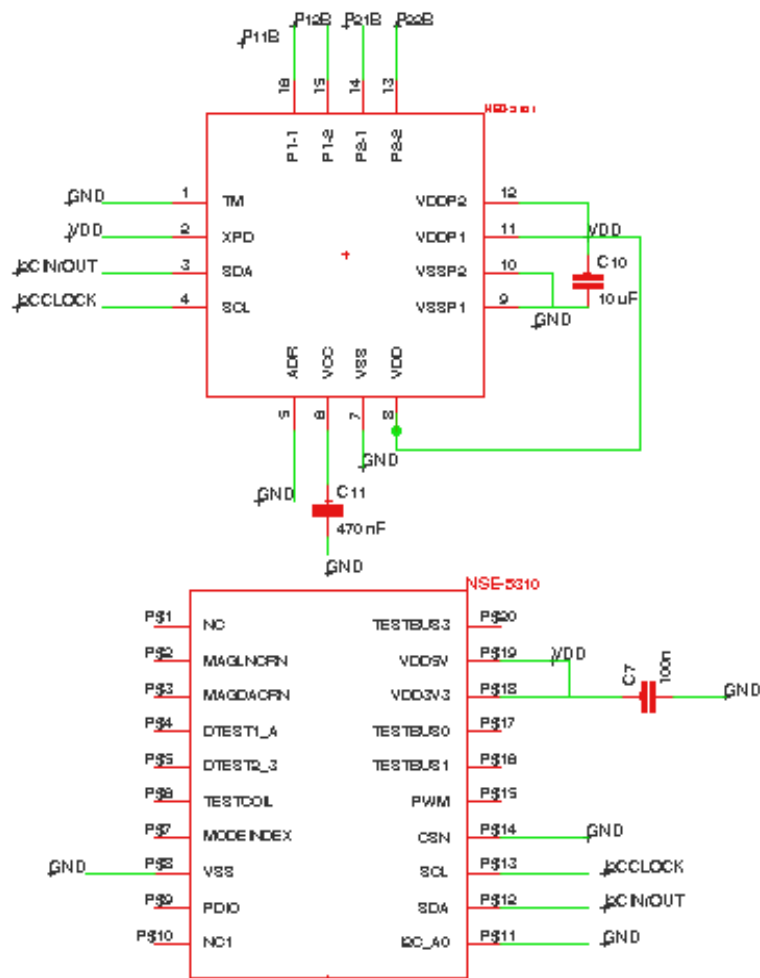 P11B P12B P21B P22B
16 15 14 13
P1-1 P1-2 P2-1 P2-2
GND 1 TM VDDP2 12
VDD 2 XPD VDDP1 11 VDD
3 SDA VSSP2 10 C10
I2CCLOCK 4 SCL VSSP1 9 10uF
GND
ADR VCC VSS VDD
5 6 7 8
GND
GND C11
470nF
GND
NSE-5310
P$1 NC TESTBUS3 P$20
P$2 MAGLNCRN VDD5V P$19 VDD
P$3 MAGDACRN VDD3V3 P$18 C7 100n GND
P$4 DTEST1_A TESTBUS0 P$17
P$5 DTEST2_3 TESTBUS1 P$16
P$6 TESTCOIL PWM P$15
P$7 MODEINDEX CSN P$14 GND
GND P$8 VSS SCL P$13 I2CCLOCK
P$9 PDIO SDA P$12
P$10 NC1 I2C_A0 P$11 GND